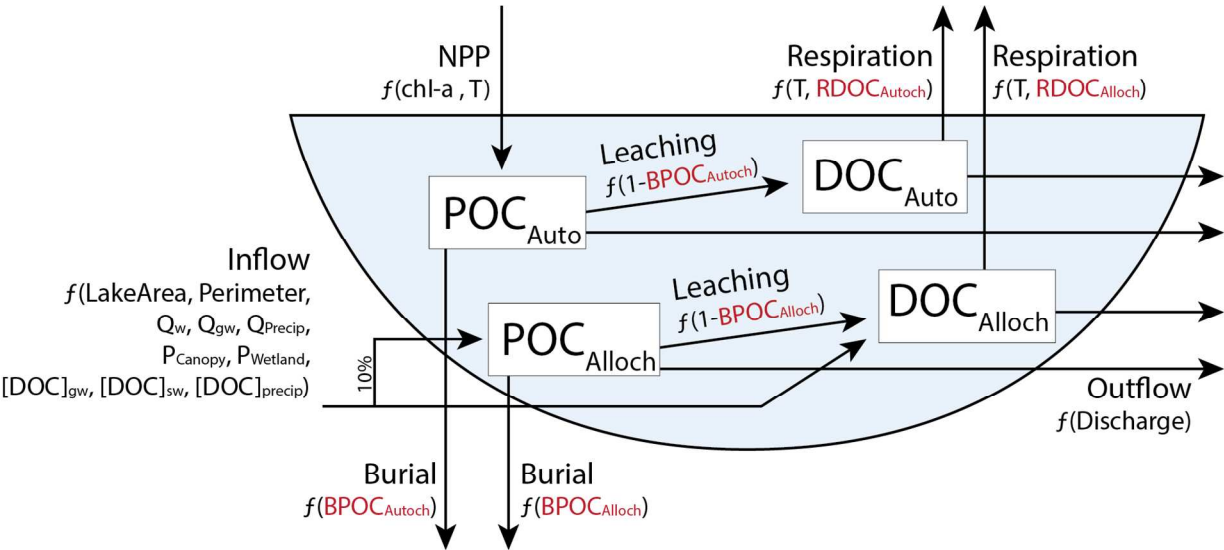 NPP
ƒ(chl-a , T)
Respiration
ƒ(T, RDOCAutoch)
Respiration
ƒ(T, RDOCAlloch)
Leaching
ƒ(1-BPOCAutoch)
DOCAuto
POCAuto
Inflow
ƒ(LakeArea, Perimeter,
Qw, Qgw, QPrecip,
PCanopy, PWetland,
[DOC]gw, [DOC]sw, [DOC]precip)
10%
Leaching
ƒ(1-BPOCAlloch)
DOCAlloch
POCAlloch
Outflow
ƒ(Discharge)
Burial
ƒ(BPOCAutoch)
Burial
ƒ(BPOCAlloch)